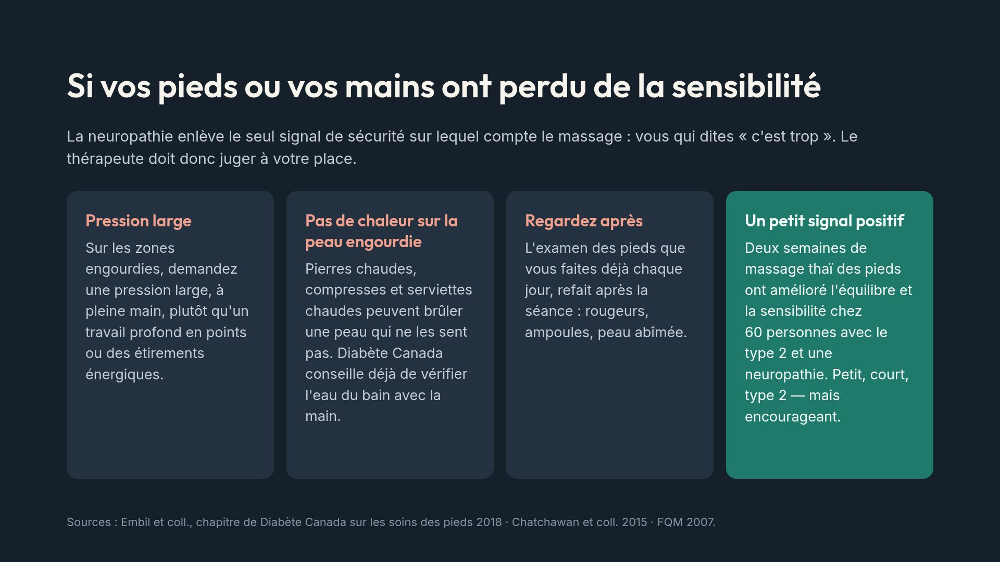 Si vos pieds ou vos mains ont perdu de la sensibilité
La neuropathie enlève le seul signal de sécurité sur lequel compte le massage : vous qui dites « c'est trop ». Le
thérapeute doit donc juger à votre place.
Pression large
Sur les zones
engourdies, demandez
une pression large, à
pleine main, plutôt qu'un
travail profond en points
ou des étirements
énergiques.
Pas de chaleur sur la
peau engourdie
Pierres chaudes,
compresses et serviettes
chaudes peuvent brûler
une peau qui ne les sent
pas. Diabète Canada
conseille déjà de vérifier
l'eau du bain avec la
main.
Regardez après
L'examen des pieds que
vous faites déjà chaque
jour, refait après la
séance : rougeurs,
ampoules, peau abîmée.
Un petit signal positif
Deux semaines de
massage thaï des pieds
ont amélioré l'équilibre et
la sensibilité chez
60 personnes avec le
type 2 et une
neuropathie. Petit, court,
type 2 — mais
encourageant.
Sources : Embil et coll., chapitre de Diabète Canada sur les soins des pieds 2018 · Chatchawan et coll. 2015 · FQM 2007.